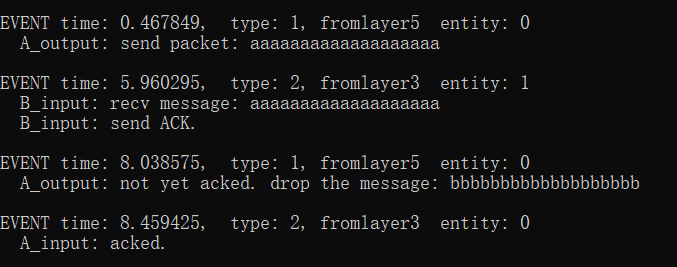 EVENT time: 0.467849,  type: 1, fromlayer5  entity: 0
  A_output: send packet: aaaaaaaaaaaaaaaaaaa
EVENT time: 5.960295,  type: 2, fromlayer3  entity: 1
  B_input: recv message: aaaaaaaaaaaaaaaaaaa
  B_input: send ACK.
EVENT time: 8.038575,  type: 1, fromlayer5  entity: 0
  A_output: not yet acked. drop the message: bbbbbbbbbbbbbbbbbbb
EVENT time: 8.459425,  type: 2, fromlayer3  entity: 0
  A_input: acked.